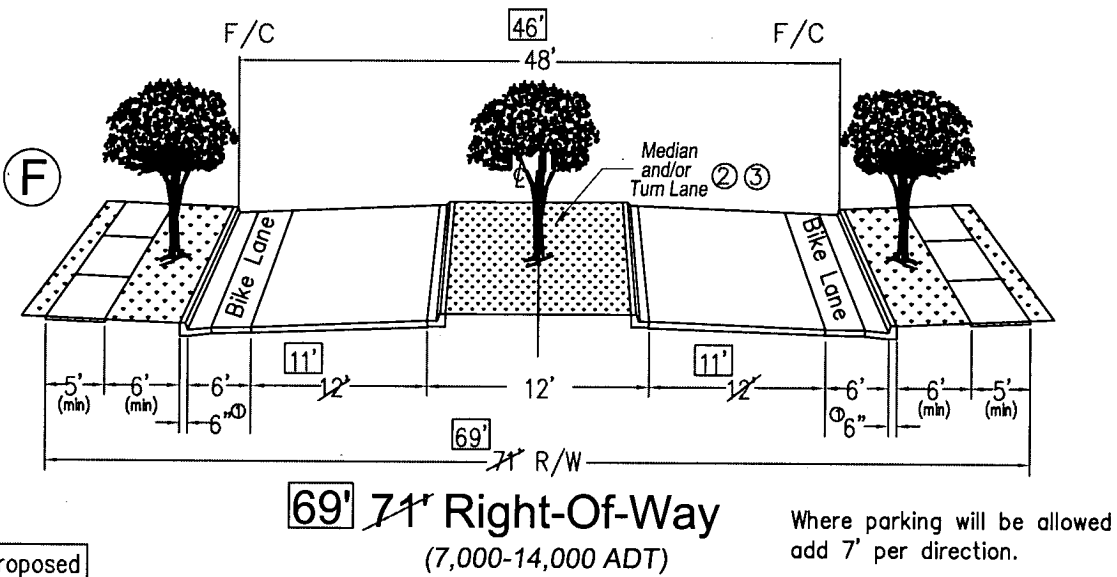 46'
F/C F/C
48'
Median
and/or
Turn Lane ② ③
℄
F
Bike Lane Bike Lane
11' 11'
5' 6' 6' 12' 12' 12' 6' 6' 5'
(min) (min) (min) (min)
6"① ①6"
69'
71' R/W
69' 71' Right-Of-Way
(7,000-14,000 ADT)
Where parking will be allowed
add 7' per direction.
roposed